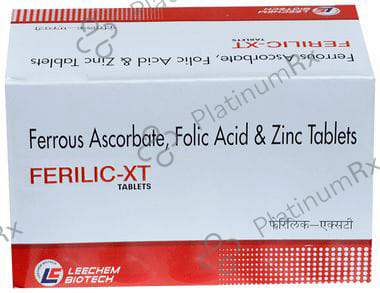 Ferrous Ascorbate, Folic Acid & Zinc Tablets
FERILIC-XT
TABLETS
Ferrous Ascorbate, Folic Acid & Zinc Tablets
FERILIC-XT
TABLETS
फेरिलिक-एक्सटी
LEECHEM
BIOTECH
PlatinumRx
PlatinumRx